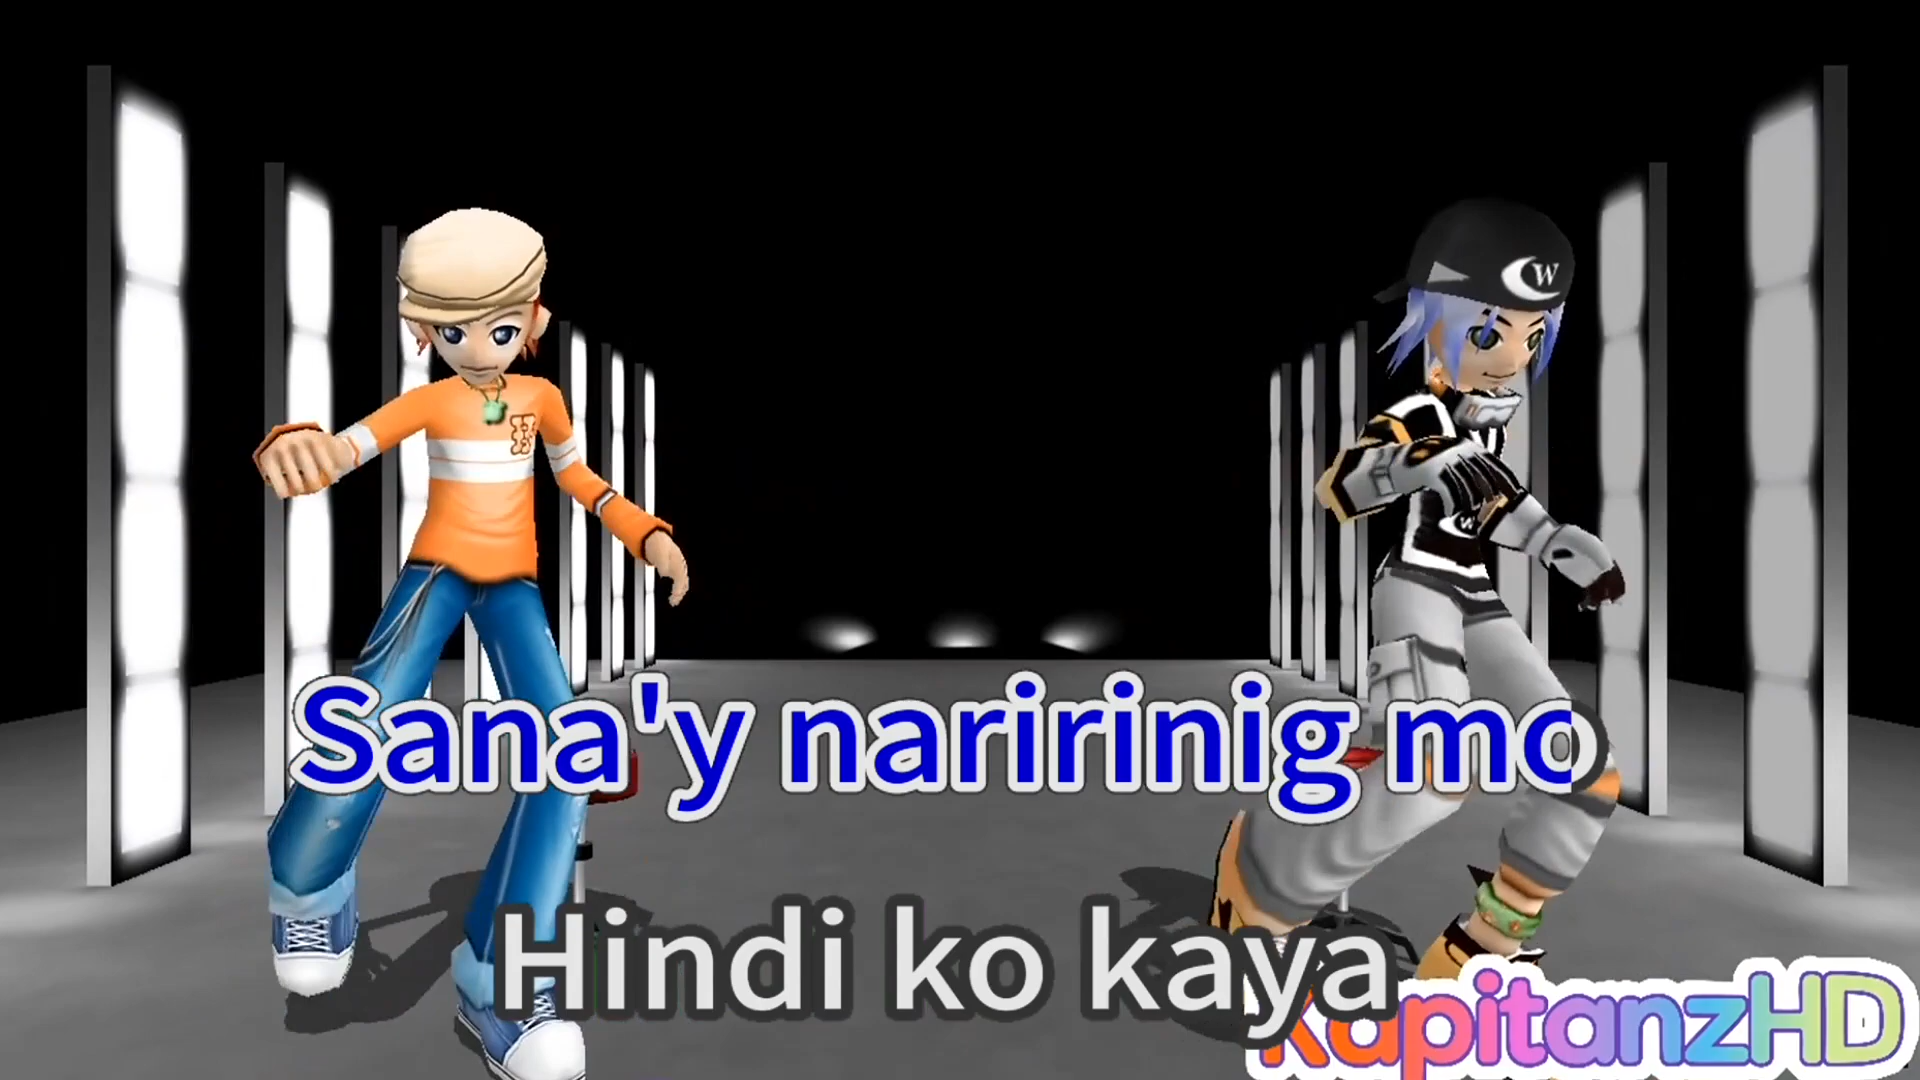 W
H
W
Sana'y naririnig mo
Hindi ko kaya
KapitanzHD